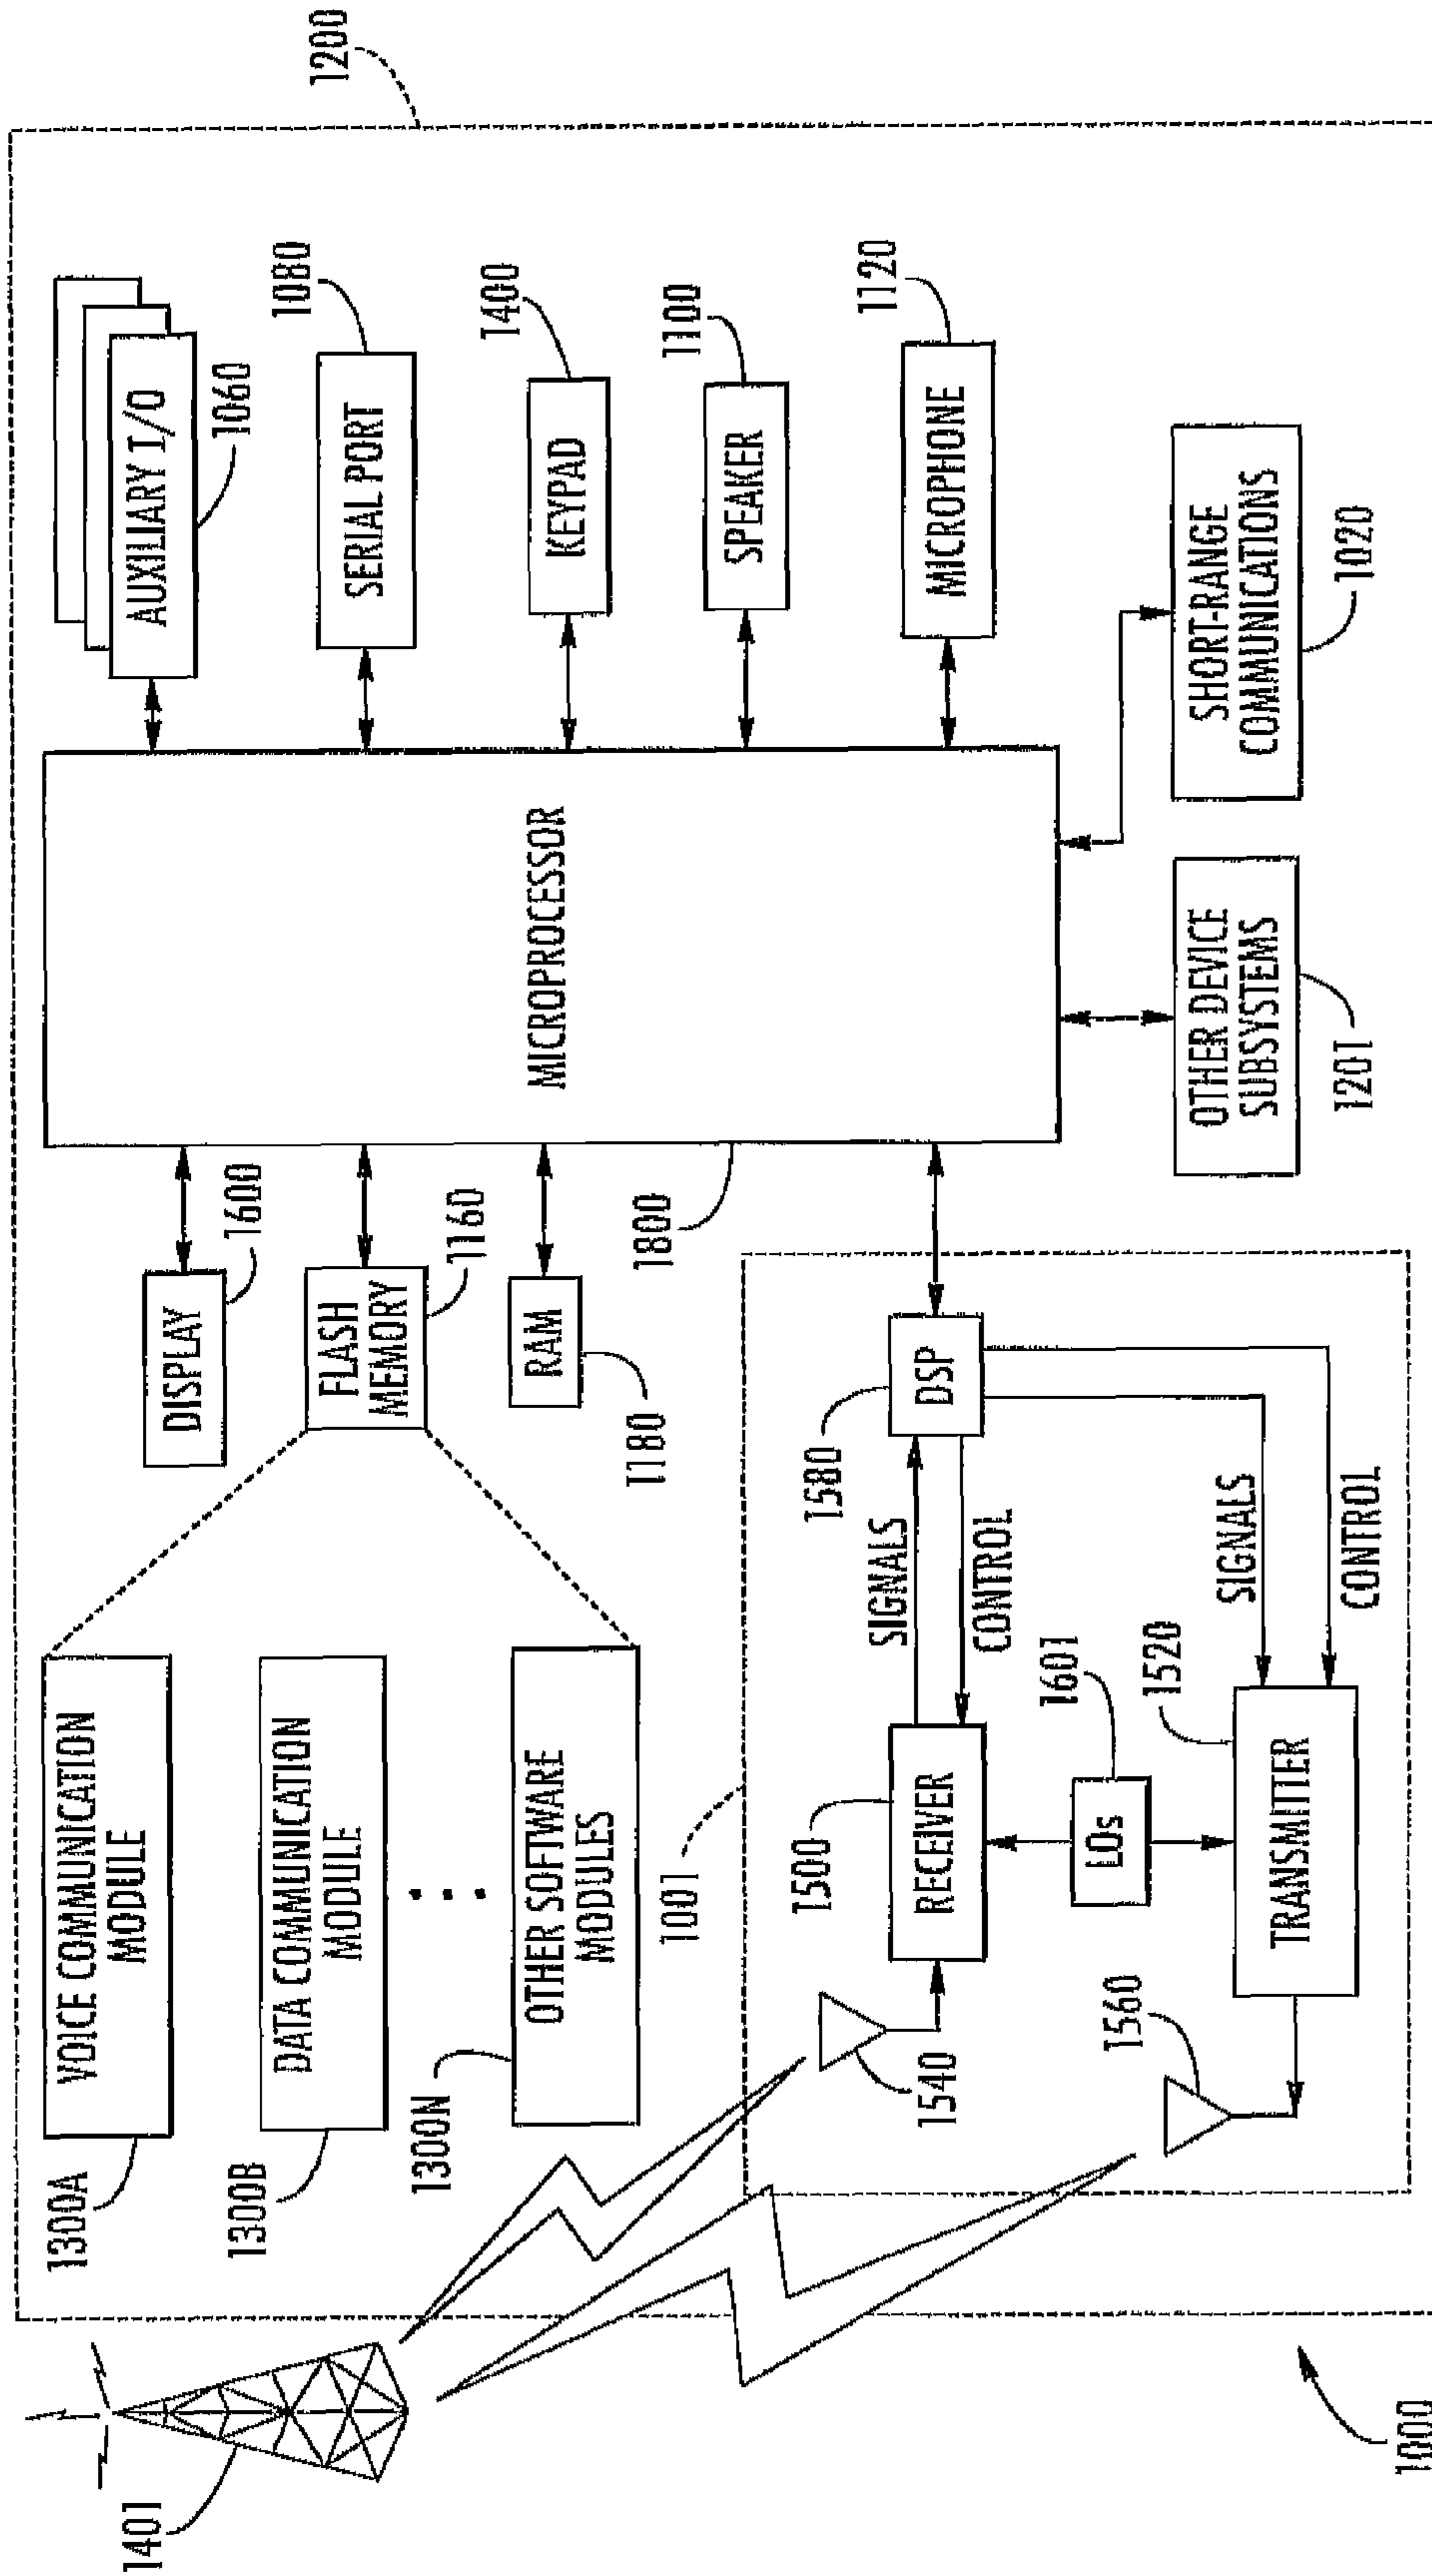 1200
1401
1300A
VOICE COMMUNICATION
MODULE
1300B
DATA COMMUNICATION
MODULE
1300N
OTHER SOFTWARE
MODULES
DISPLAY
1600
FLASH
MEMORY
1160
RAM
1180
1800
MICROPROCESSOR
AUXILIARY I/O
1060
SERIAL PORT
1080
KEYPAD
1400
SPEAKER
1100
MICROPHONE
1120
SHORT-RANGE
COMMUNICATIONS
1020
OTHER DEVICE
SUBSYSTEMS
1201
1001
1540
1500
RECEIVER
SIGNALS
CONTROL
1580
DSP
LOs
1601
1560
TRANSMITTER
1520
SIGNALS
CONTROL
1000